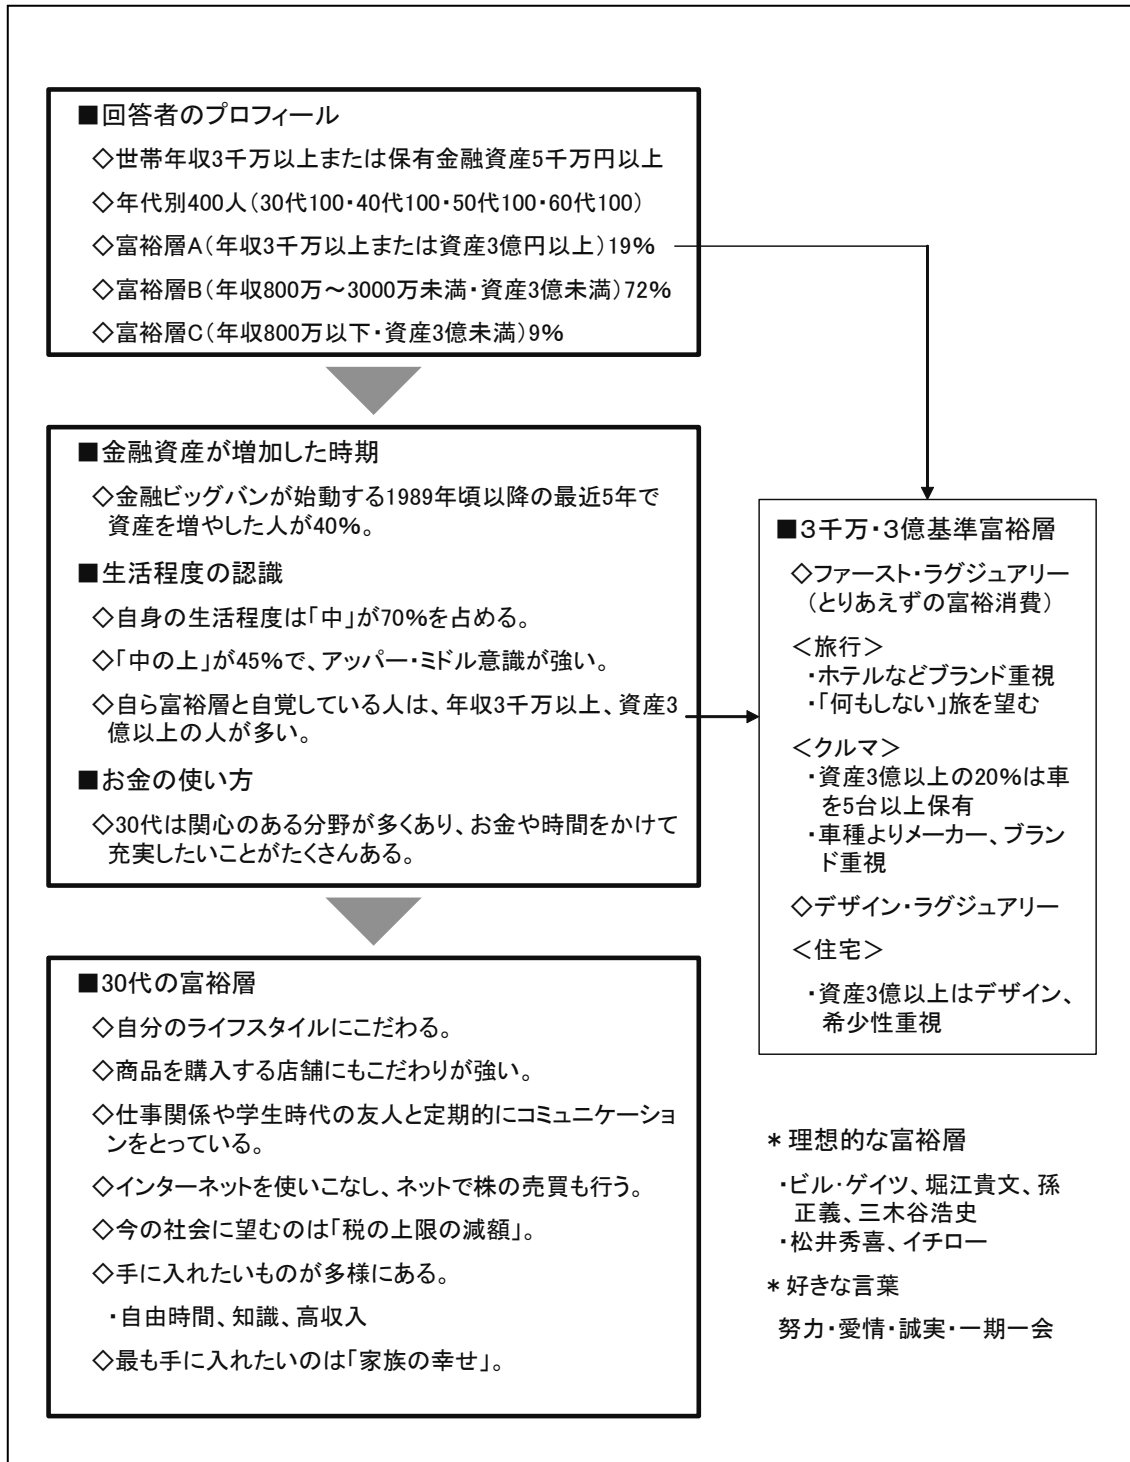 ■回答者のプロフィール
◇世帯年収3千万以上または保有金融資産5千万円以上
◇年代別400人(30代100・40代100・50代100・60代100)
◇富裕層A(年収3千万以上または資産3億円以上)19%
◇富裕層B(年収800万～3000万未満・資産3億未満)72%
◇富裕層C(年収800万以下・資産3億未満)9%
■金融資産が増加した時期
◇金融ビッグバンが始動する1989年頃以降の最近5年で
資産を増やした人が40%。
■生活程度の認識
◇自身の生活程度は「中」が70%を占める。
◇「中の上」が45%で、アッパー・ミドル意識が強い。
◇自ら富裕層と自覚している人は、年収3千万以上、資産3
億以上の人が多い。
■お金の使い方
◇30代は関心のある分野が多くあり、お金や時間をかけて
充実したいことがたくさんある。
■30代の富裕層
◇自分のライフスタイルにこだわる。
◇商品を購入する店舗にもこだわりが強い。
◇仕事関係や学生時代の友人と定期的にコミュニケーショ
ンをとっている。
◇インターネットを使いこなし、ネットで株の売買も行う。
◇今の社会に望むのは「税の上限の減額」。
◇手に入れたいものが多様にある。
・自由時間、知識、高収入
◇最も手に入れたいのは「家族の幸せ」。
■3千万・3億基準富裕層
◇ファースト・ラグジュアリー
(とりあえずの富裕消費)
＜旅行＞
・ホテルなどブランド重視
・「何もしない」旅を望む
＜クルマ＞
・資産3億以上の20%は車
を5台以上保有
・車種よりメーカー、ブラン
ド重視
◇デザイン・ラグジュアリー
＜住宅＞
・資産3億以上はデザイン、
希少性重視
＊理想的な富裕層
・ビル・ゲイツ、堀江貴文、孫
正義、三木谷浩史
・松井秀喜、イチロー
＊好きな言葉
努力・愛情・誠実・一期一会